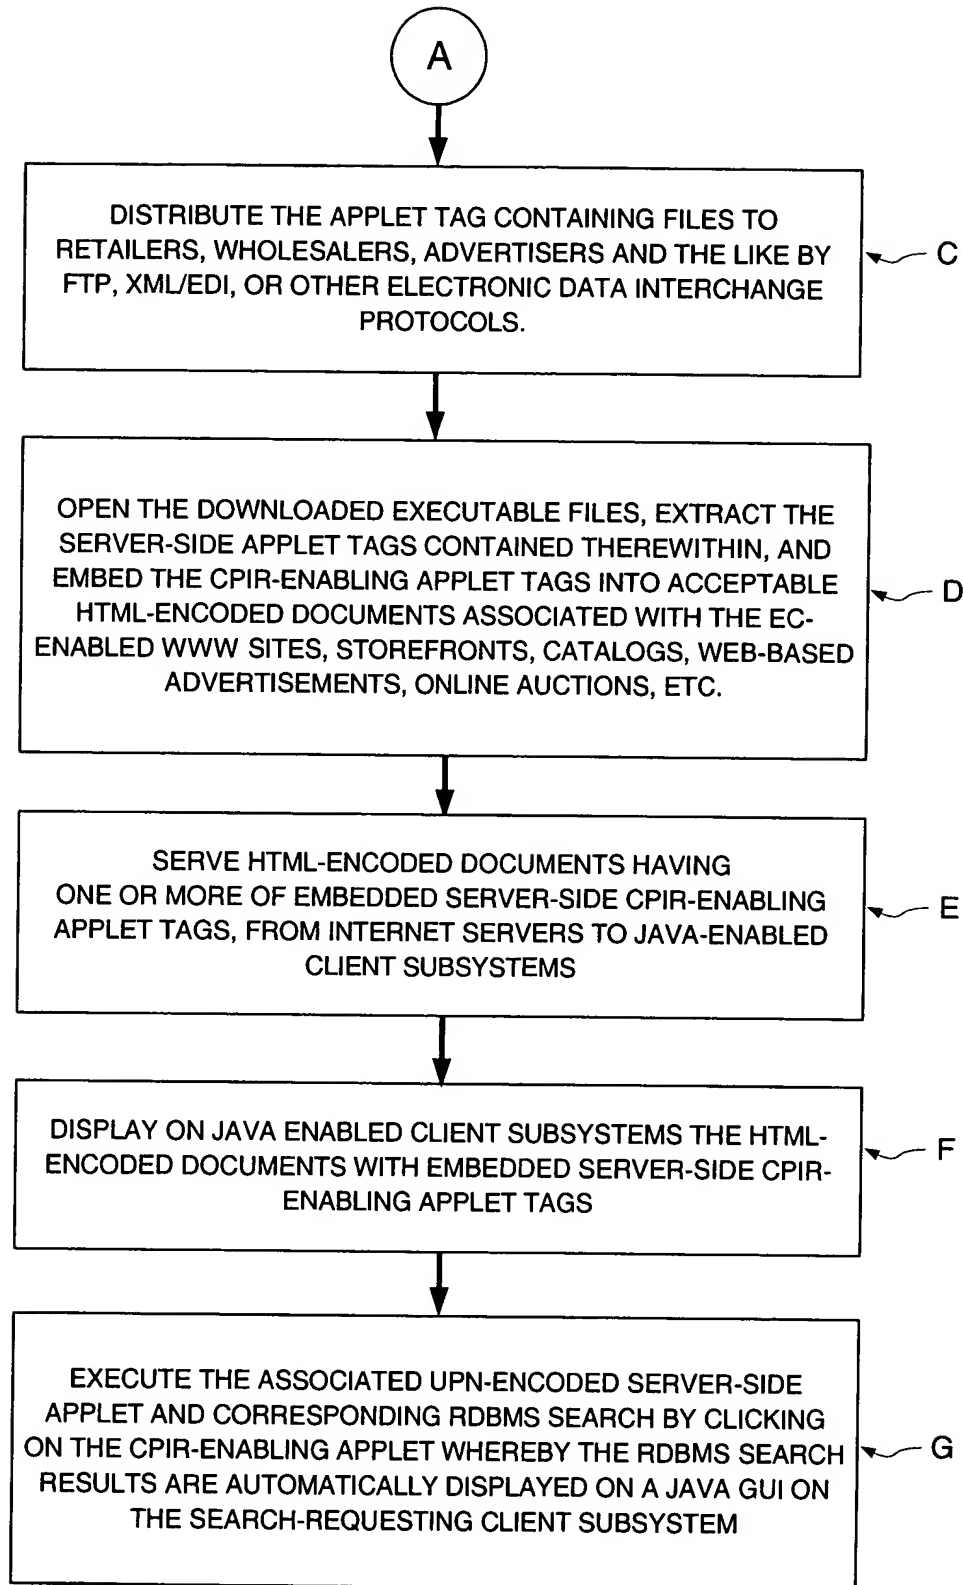 A
DISTRIBUTE THE APPLET TAG CONTAINING FILES TO
RETAILERS, WHOLESALERS, ADVERTISERS AND THE LIKE BY
FTP, XML/EDI, OR OTHER ELECTRONIC DATA INTERCHANGE
PROTOCOLS.
C
OPEN THE DOWNLOADED EXECUTABLE FILES, EXTRACT THE
SERVER-SIDE APPLET TAGS CONTAINED THEREWITHIN, AND
EMBED THE CPIR-ENABLING APPLET TAGS INTO ACCEPTABLE
HTML-ENCODED DOCUMENTS ASSOCIATED WITH THE EC-
ENABLED WWW SITES, STOREFRONTS, CATALOGS, WEB-BASED
ADVERTISEMENTS, ONLINE AUCTIONS, ETC.
D
SERVE HTML-ENCODED DOCUMENTS HAVING
ONE OR MORE OF EMBEDDED SERVER-SIDE CPIR-ENABLING
APPLET TAGS, FROM INTERNET SERVERS TO JAVA-ENABLED
CLIENT SUBSYSTEMS
E
DISPLAY ON JAVA ENABLED CLIENT SUBSYSTEMS THE HTML-
ENCODED DOCUMENTS WITH EMBEDDED SERVER-SIDE CPIR-
ENABLING APPLET TAGS
F
EXECUTE THE ASSOCIATED UPN-ENCODED SERVER-SIDE
APPLET AND CORRESPONDING RDBMS SEARCH BY CLICKING
ON THE CPIR-ENABLING APPLET WHEREBY THE RDBMS SEARCH
RESULTS ARE AUTOMATICALLY DISPLAYED ON A JAVA GUI ON
THE SEARCH-REQUESTING CLIENT SUBSYSTEM
G